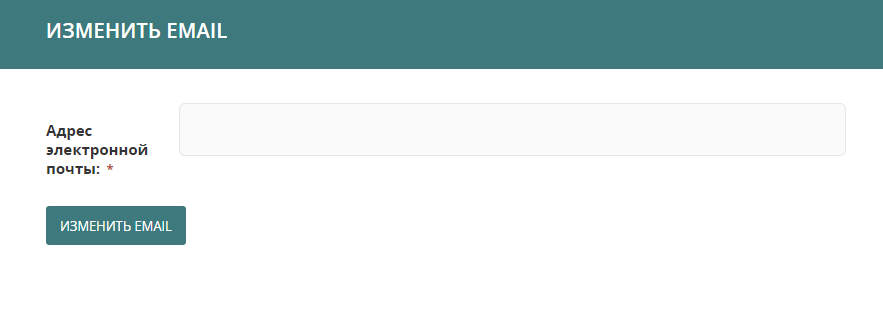 ИЗМЕНИТЬ EMAIL
Адрес
электронной
почты: *
ИЗМЕНИТЬ EMAIL